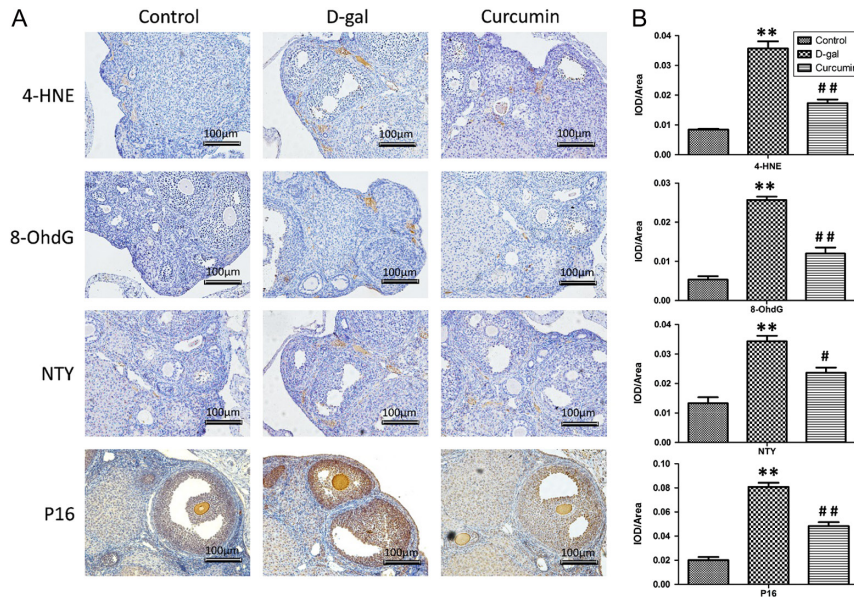 A
Control D-gal Curcumin
4-HNE
100μm 100μm 100μm
8-OhdG
100μm 100μm 100μm
NTY
100μm 100μm 100μm
P16
100μm 100μm 100μm
B
IOD/Area
0.04
0.03
0.02
0.01
0.00
**
##
Control
D-gal
Curcumin
4-HNE
IOD/Area
0.03
0.02
0.01
0.00
**
##
8-OhdG
IOD/Area
0.04
0.03
0.02
0.01
0.00
**
#
NTY
IOD/Area
0.10
0.08
0.06
0.04
0.02
0.00
**
##
P16